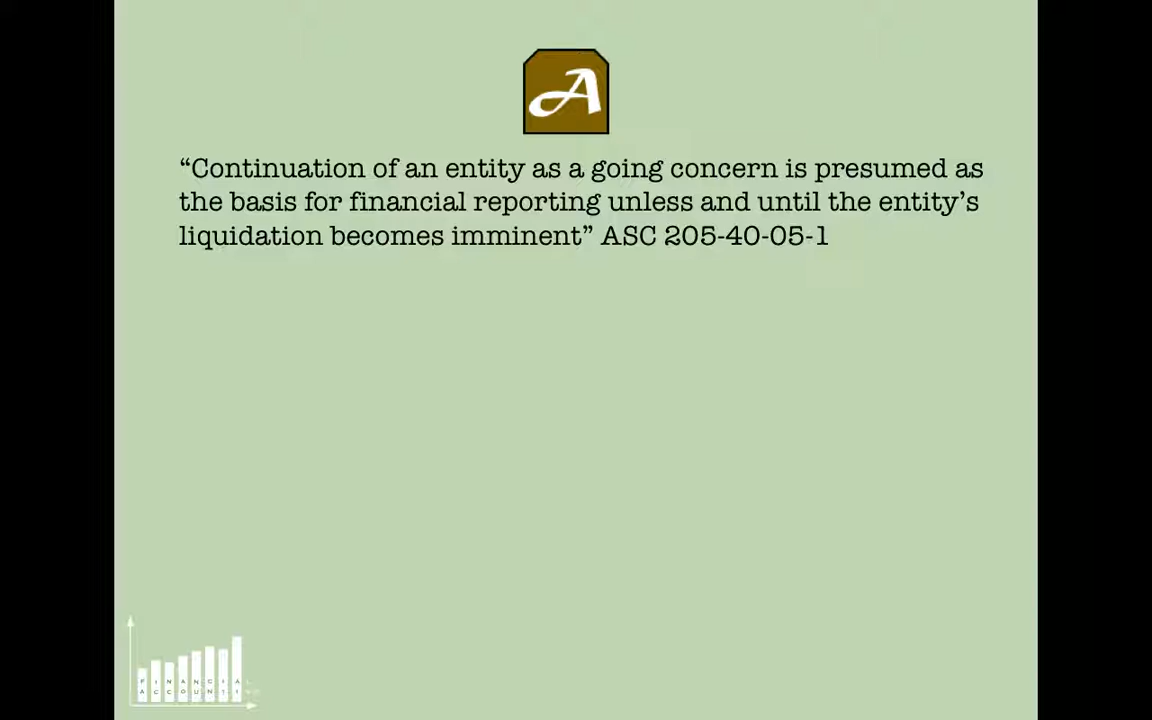 A
“Continuation of an entity as a going concern is presumed as
the basis for financial reporting unless and until the entity’s
liquidation becomes imminent” ASC 205-40-05-1
FINANCIAL